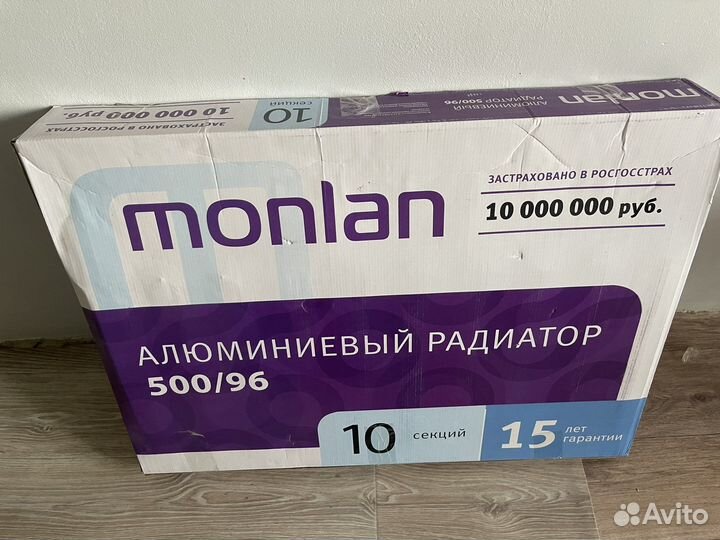 monlan
АЛЮМИНИЕВЫЙ
РАДИАТОР 500/96
10 секций
ЗАСТРАХОВАНО В РОСГОССТРАХ
10 000 000 руб.
monlan
ЗАСТРАХОВАНО В РОСГОССТРАХ
10 000 000 руб.
АЛЮМИНИЕВЫЙ РАДИАТОР
500/96
10 секций
15 лет гарантии
Avito